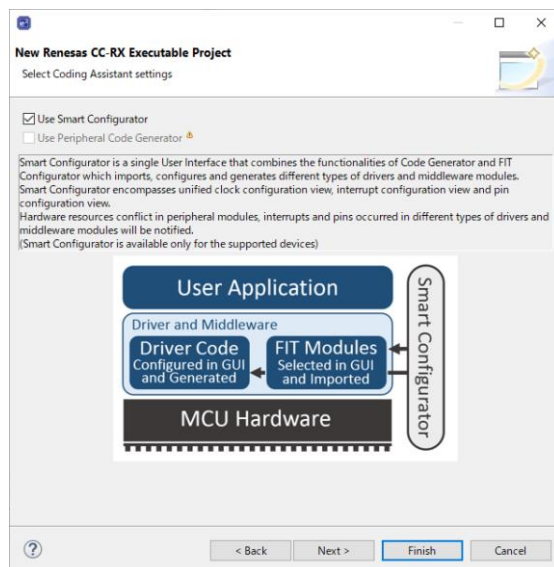 New Renesas CC-RX Executable Project
Select Coding Assistant settings
Use Smart Configurator
Use Peripheral Code Generator
Smart Configurator is a single User Interface that combines the functionalities of Code Generator and FIT
Configurator which imports, configures and generates different types of drivers and middleware modules.
Smart Configurator encompasses unified clock configuration view, interrupt configuration view and pin
configuration view.
Hardware resources conflict in peripheral modules, interrupts and pins occurred in different types of drivers and
middleware modules will be notified.
(Smart Configurator is available only for the supported devices)
User Application
Driver and Middleware
Driver Code
Configured in GUI
and Generated
FIT Modules
Selected in GUI
and Imported
MCU Hardware
Smart Configurator
< Back
Next >
Finish
Cancel